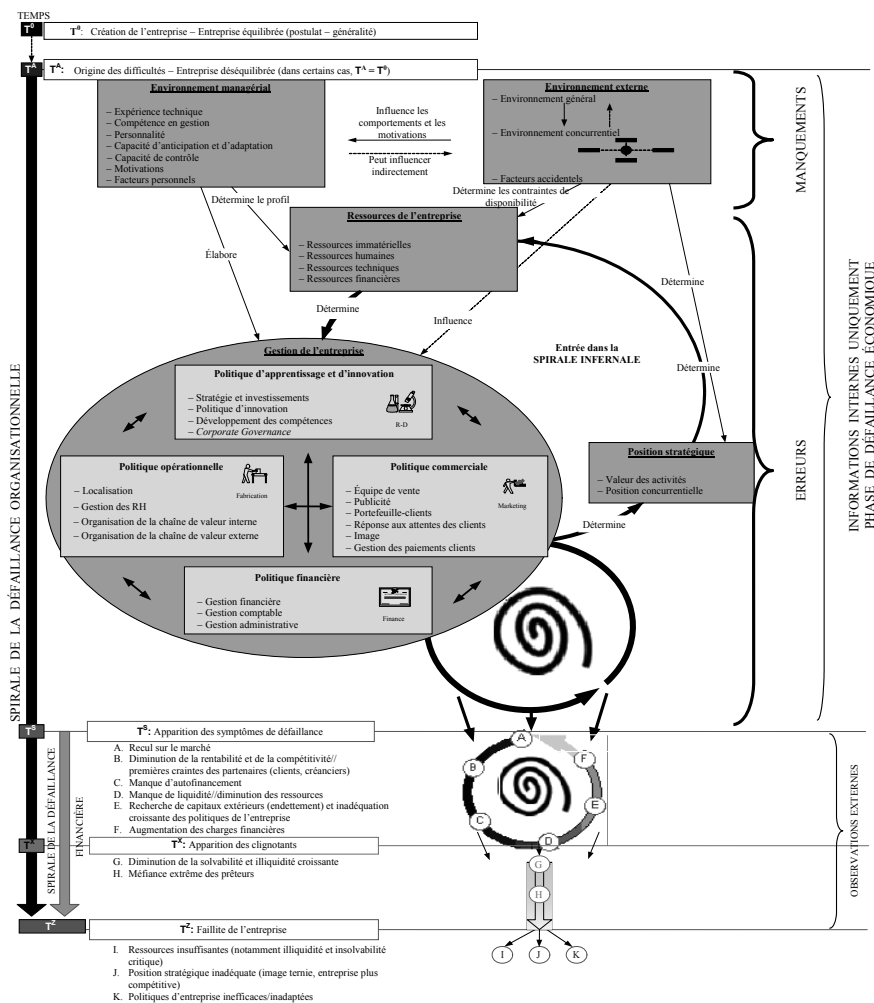 TEMPS
T⁰
T⁰: Création de l'entreprise – Entreprise équilibrée (postulat – généralité)
Tᴬ
Tᴬ: Origine des difficultés – Entreprise déséquilibrée (dans certains cas, Tᴬ = T⁰)
Environnement managérial
– Expérience technique
– Compétence en gestion
– Personnalité
– Capacité d'anticipation et d'adaptation
– Capacité de contrôle
– Motivations
– Facteurs personnels
Influence les
comportements et les
motivations
Peut influencer
indirectement
Environnement externe
– Environnement général
– Environnement concurrentiel
– Facteurs accidentels
MANQUEMENTS
Détermine le profil
Détermine les contraintes de
disponibilité
Élabore
Ressources de l'entreprise
– Ressources immatérielles
– Ressources humaines
– Ressources techniques
– Ressources financières
Détermine
Influence
Détermine
Détermine
Entrée dans la
SPIRALE INFERNALE
Gestion de l'entreprise
Politique d'apprentissage et d'innovation
– Stratégie et investissements
– Politique d'innovation
– Développement des compétences
– Corporate Governance
R-D
Politique opérationnelle
– Localisation
– Gestion des RH
– Organisation de la chaîne de valeur interne
– Organisation de la chaîne de valeur externe
Fabrication
Politique commerciale
– Équipe de vente
– Publicité
– Portefeuille-clients
– Réponse aux attentes des clients
– Image
– Gestion des paiements clients
Marketing
Politique financière
– Gestion financière
– Gestion comptable
– Gestion administrative
Finance
Position stratégique
– Valeur des activités
– Position concurrentielle
Détermine
ERREURS
INFORMATIONS INTERNES UNIQUEMENT
PHASE DE DÉFAILLANCE ÉCONOMIQUE
SPIRALE DE LA DÉFAILLANCE ORGANISATIONNELLE
Tˢ
Tˢ: Apparition des symptômes de défaillance
A. Recul sur le marché
B. Diminution de la rentabilité et de la compétitivité//
premières craintes des partenaires (clients, créanciers)
C. Manque d'autofinancement
D. Manque de liquidité//diminution des ressources
E. Recherche de capitaux extérieurs (endettement) et inadéquation
croissante des politiques de l'entreprise
F. Augmentation des charges financières
SPIRALE DE LA DÉFAILLANCE
FINANCIÈRE
A
B
C
D
E
F
Tˣ
Tˣ: Apparition des clignotants
G. Diminution de la solvabilité et illiquidité croissante
H. Méfiance extrême des prêteurs
G
H
OBSERVATIONS EXTERNES
Tᶻ
Tᶻ: Faillite de l'entreprise
I. Ressources insuffisantes (notamment illiquidité et insolvabilité
critique)
J. Position stratégique inadéquate (image ternie, entreprise plus
compétitive)
K. Politiques d'entreprise inefficaces/inadaptées
I
J
K